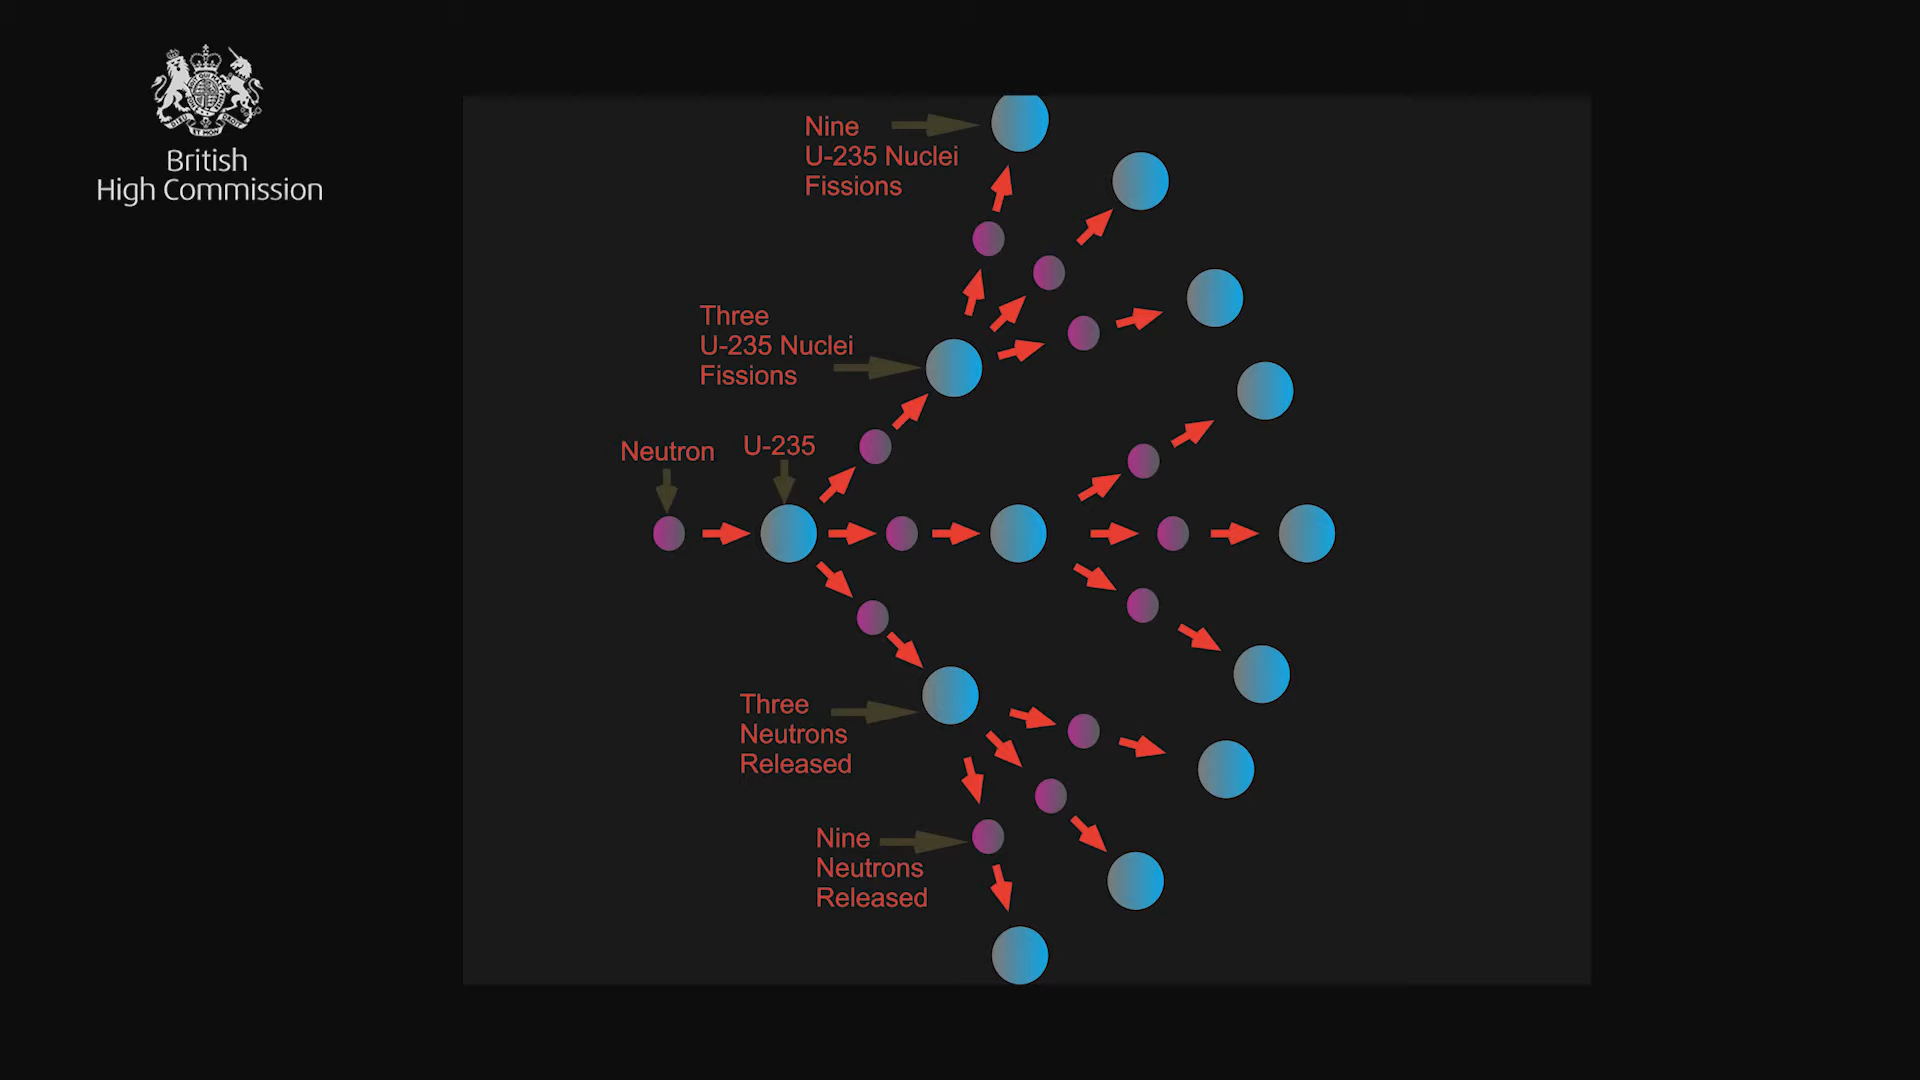 British
High Commission
Nine
U-235 Nuclei
Fissions
Three
U-235 Nuclei
Fissions
Neutron
U-235
Three
Neutrons
Released
Nine
Neutrons
Released